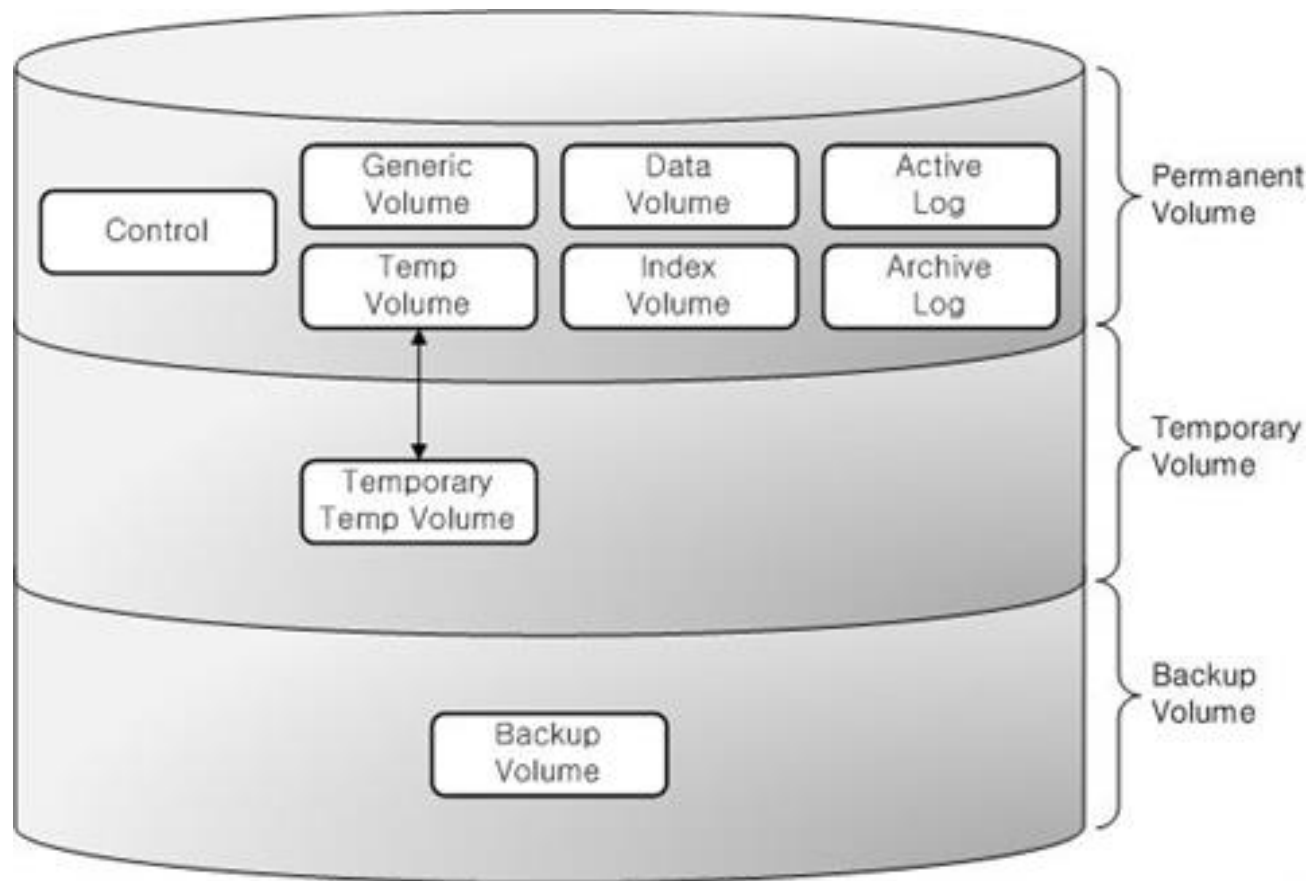 Generic
Volume
Data
Volume
Active
Log
Permanent
Volume
Control
Temp
Volume
Index
Volume
Archive
Log
Temporary
Volume
Temporary
Temp Volume
Backup
Volume
Backup
Volume